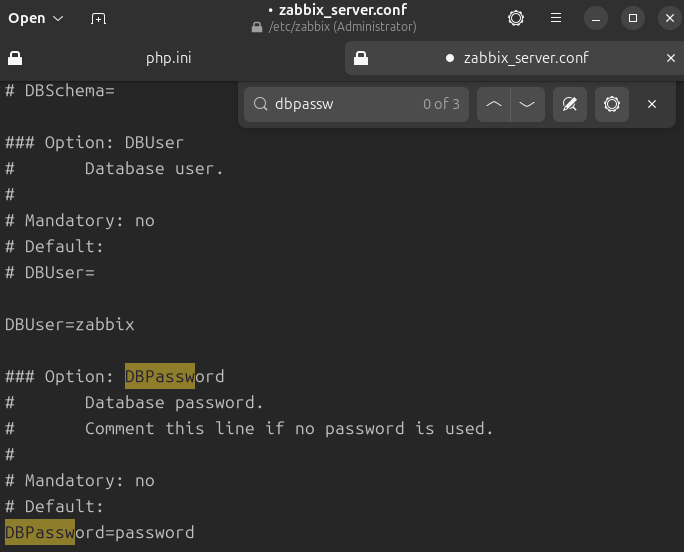 Open
• zabbix_server.conf
/etc/zabbix (Administrator)
php.ini
● zabbix_server.conf
# DBSchema=
dbpassw
0 of 3
### Option: DBUser
#       Database user.
#
# Mandatory: no
# Default:
# DBUser=
DBUser=zabbix
### Option: DBPassword
#       Database password.
#       Comment this line if no password is used.
#
# Mandatory: no
# Default:
DBPassword=password